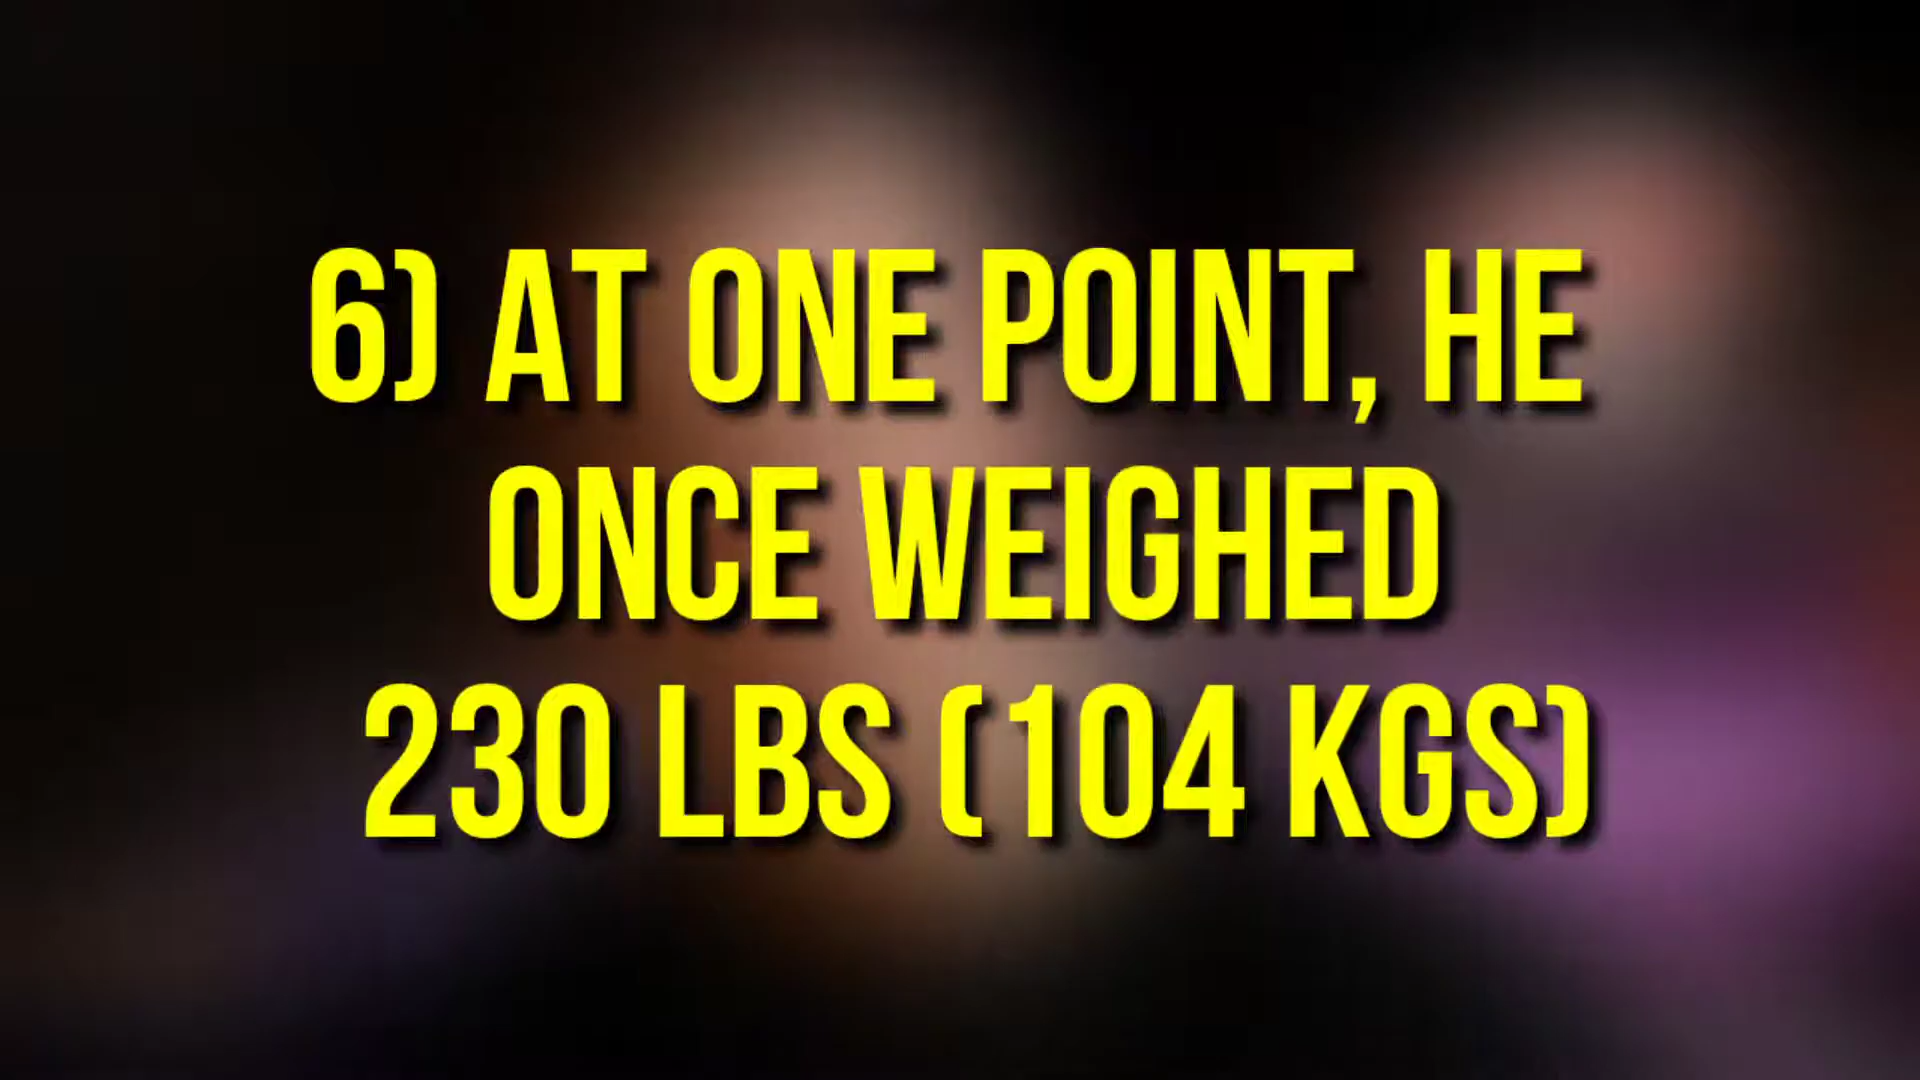 6) AT ONE POINT, HE
ONCE WEIGHED
230 LBS (104 KGS)